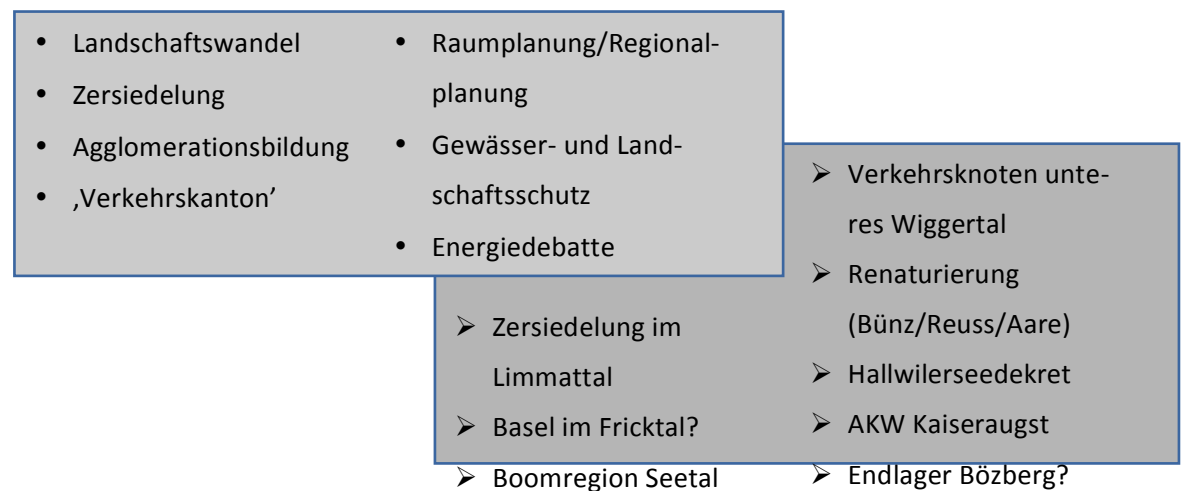 • Landschaftswandel
• Zersiedelung
• Agglomerationsbildung
• ‚Verkehrskanton’
• Raumplanung/Regional-
planung
• Gewässer- und Land-
schaftsschutz
• Energiedebatte
➢ Zersiedelung im
Limmattal
➢ Basel im Fricktal?
➢ Boomregion Seetal
➢ Verkehrsknoten unte-
res Wiggertal
➢ Renaturierung
(Bünz/Reuss/Aare)
➢ Hallwilerseedekret
➢ AKW Kaiseraugst
➢ Endlager Bözberg?